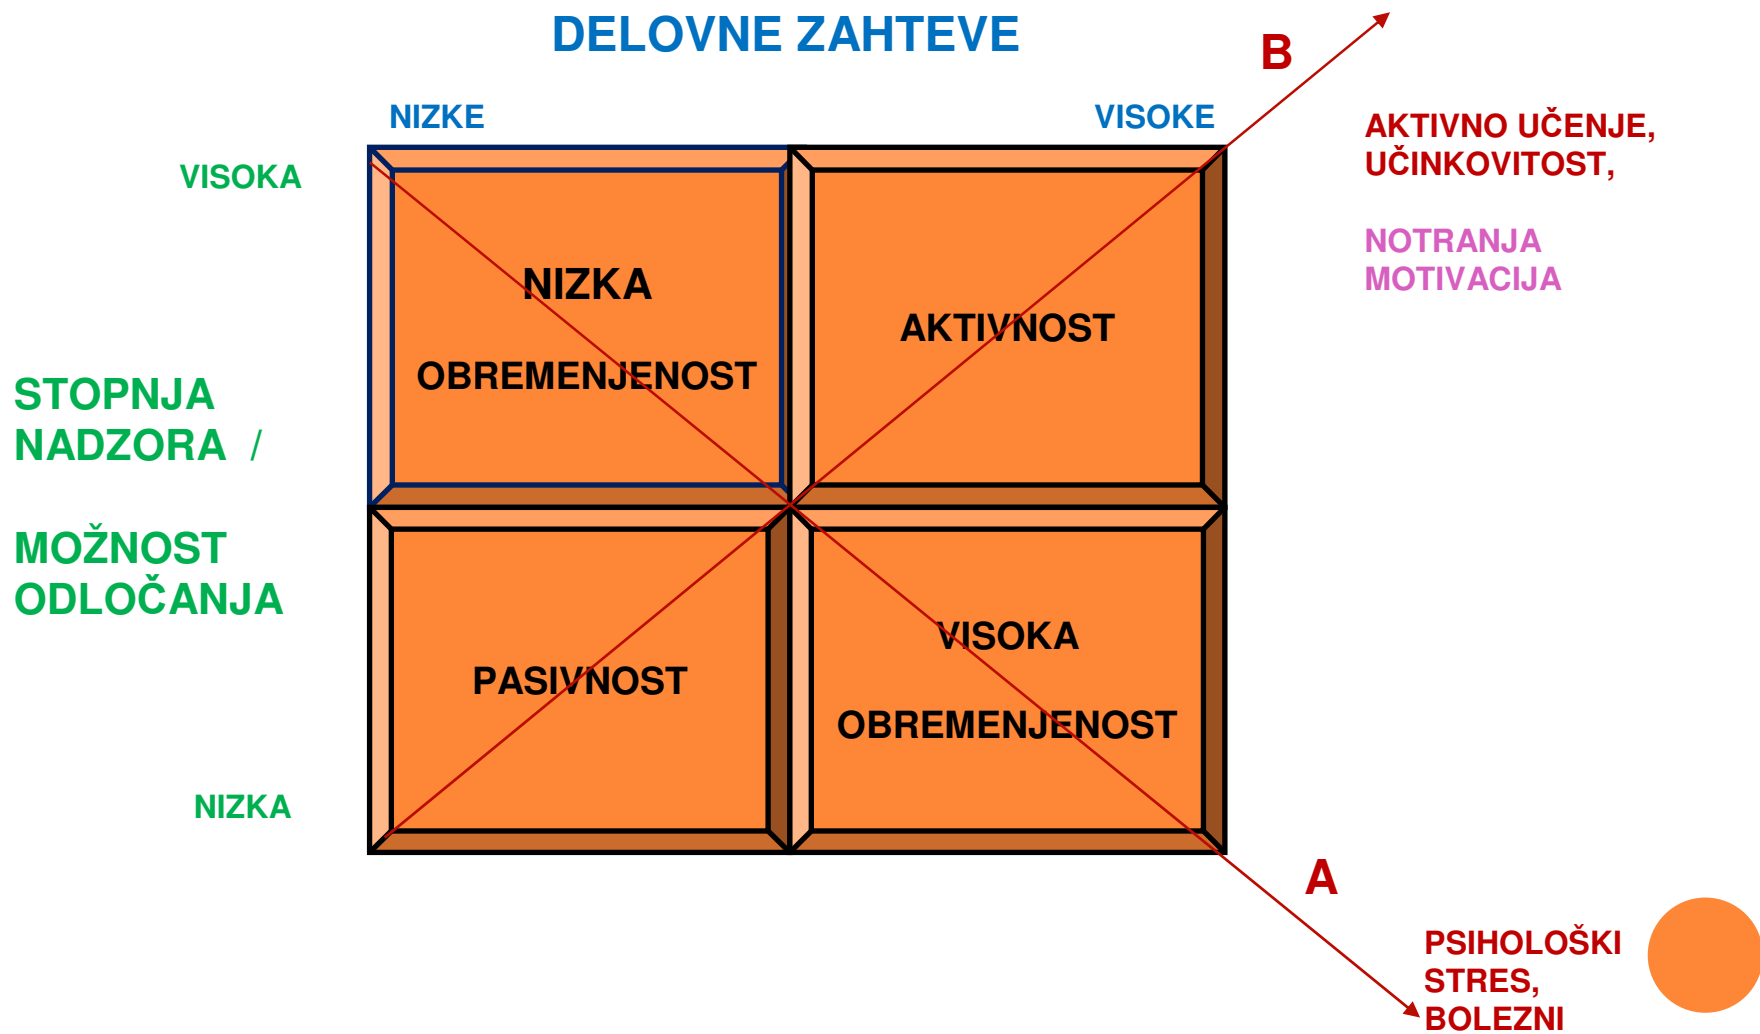 DELOVNE ZAHTEVE
B
NIZKE
VISOKE
AKTIVNO UČENJE,
UČINKOVITOST,
NOTRANJA
MOTIVACIJA
VISOKA
NIZKA
OBREMENJENOST
AKTIVNOST
STOPNJA
NADZORA /
MOŽNOST
ODLOČANJA
PASIVNOST
VISOKA
OBREMENJENOST
NIZKA
A
PSIHOLOŠKI
STRES,
BOLEZNI